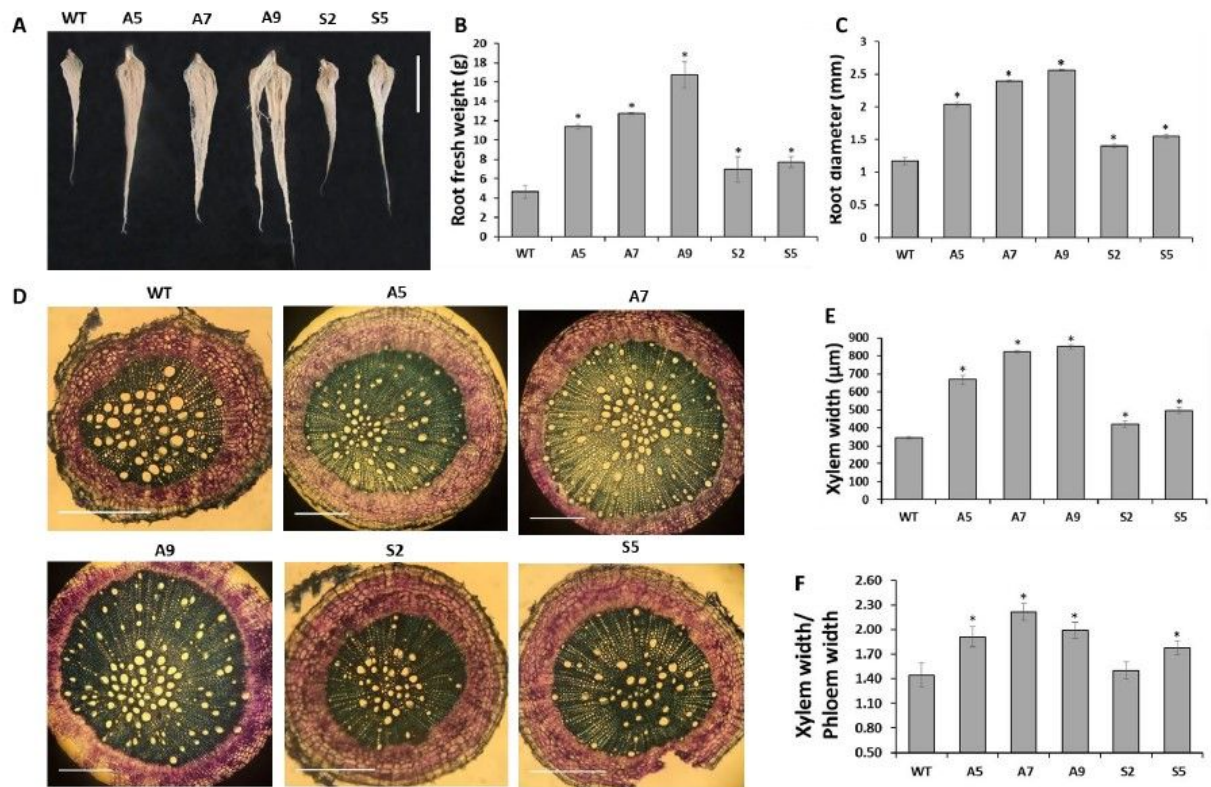 A
WT A5 A7 A9 S2 S5
B
Root fresh weight (g)
20
18
16
14
12
10
8
6
4
2
0
* * * * *
WT A5 A7 A9 S2 S5
C
Root diameter (mm)
3
2.5
2
1.5
1
0.5
0
* * * * *
WT A5 A7 A9 S2 S5
D
WT A5 A7
A9 S2 S5
E
Xylem width (µm)
900
800
700
600
500
400
300
200
100
0
* * * * *
WT A5 A7 A9 S2 S5
F
Xylem width/
Phloem width
2.60
2.30
2.00
1.70
1.40
1.10
0.80
0.50
* * * *
WT A5 A7 A9 S2 S5